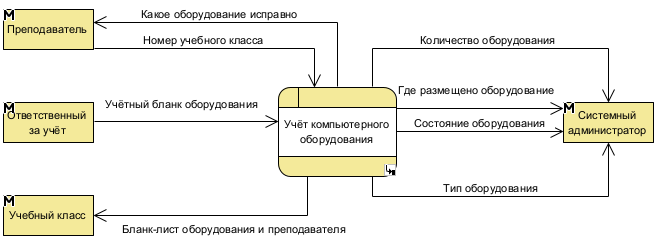 Какое оборудование исправно
Преподаватель
Номер учебного класса
Количество оборудования
Где размещено оборудование
Учётный бланк оборудования
Ответственный
за учёт
Учёт компьютерного
оборудования
Состояние оборудования
Системный
администратор
Тип оборудования
Учебный класс
Бланк-лист оборудования и преподавателя